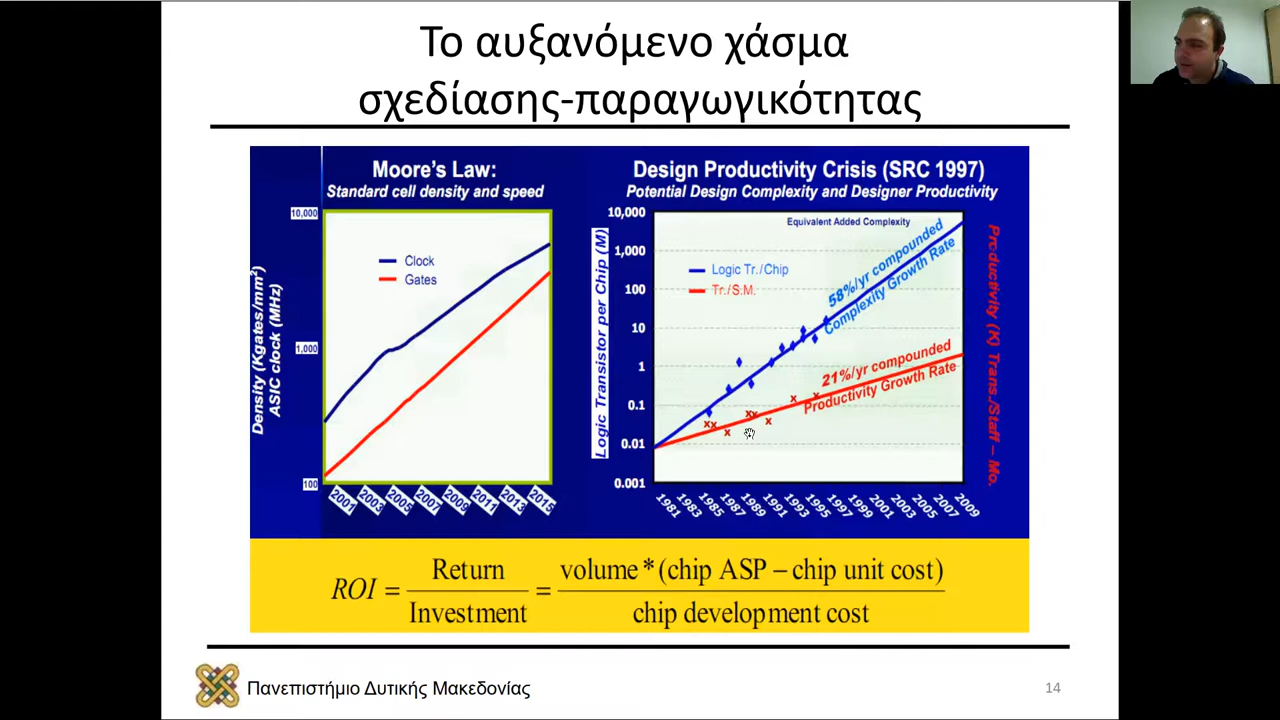 Το αυξανόμενο χάσμα
σχεδίασης-παραγωγικότητας
Moore's Law:
Standard cell density and speed
10,000
1,000
100
Density (Kgates/mm²)
ASIC clock (MHz)
Clock
Gates
2001
2003
2005
2007
2009
2011
2013
2015
Design Productivity Crisis (SRC 1997)
Potential Design Complexity and Designer Productivity
Logic Transistor per Chip (M)
10,000
1,000
100
10
1
0.1
0.01
0.001
Equivalent Added Complexity
Logic Tr./Chip
Tr./S.M.
58%/yr compounded
Complexity Growth Rate
21%/yr compounded
Productivity Growth Rate
Productivity (K) Trans./Staff – Mo.
1981
1983
1985
1987
1989
1991
1993
1995
1997
1999
2001
2003
2005
2007
2009
ROI = Return / Investment = volume * (chip ASP – chip unit cost) / chip development cost
Πανεπιστήμιο Δυτικής Μακεδονίας
14